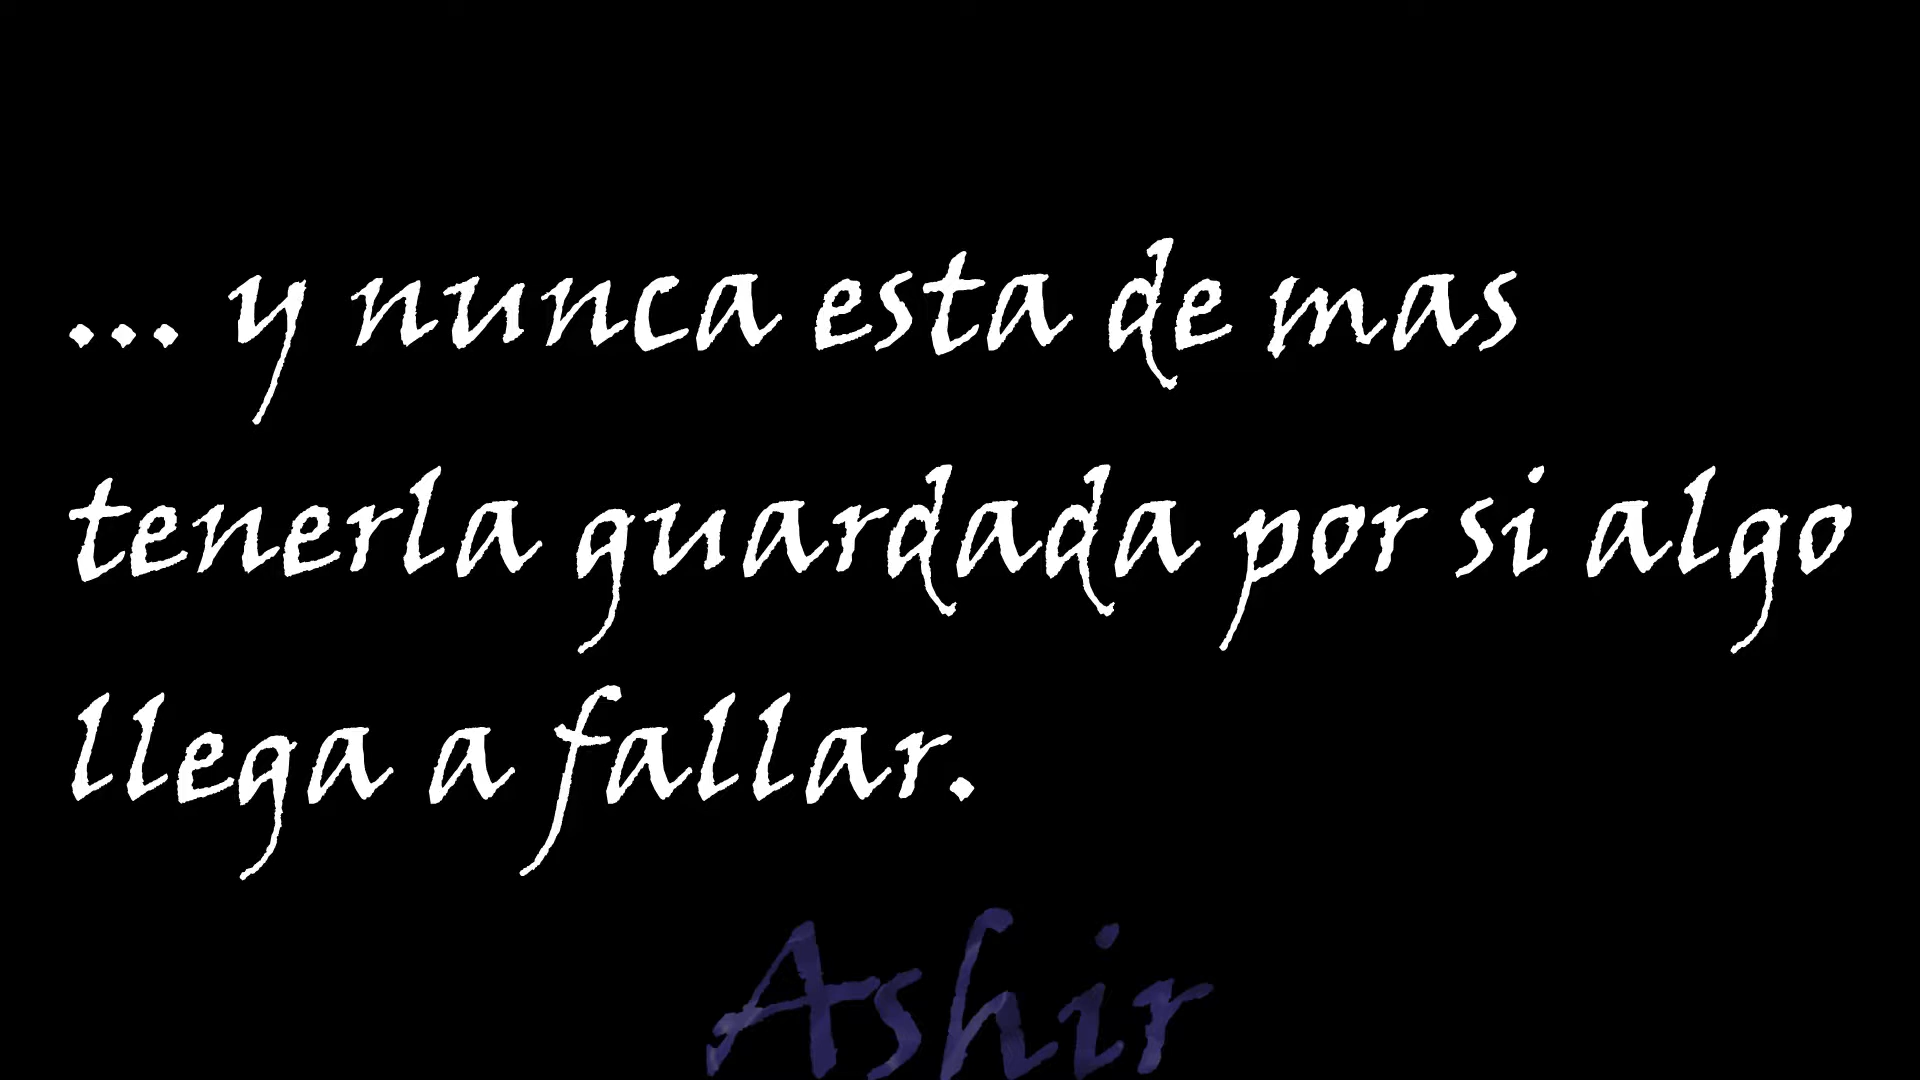 ... y nunca esta de mas
tenerla guardada por si algo
llega a fallar.
Ashir